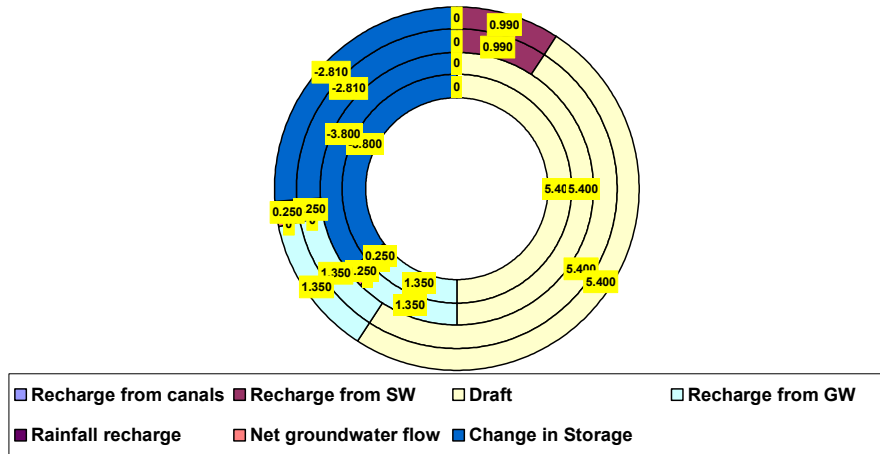 0
0.990
0
0.990
0
0
-2.810
-2.810
-3.800
5.400
5.400
0.250
0.250
1.350
1.350
1.350
1.350
5.400
5.400
Recharge from canals
Recharge from SW
Draft
Recharge from GW
Rainfall recharge
Net groundwater flow
Change in Storage